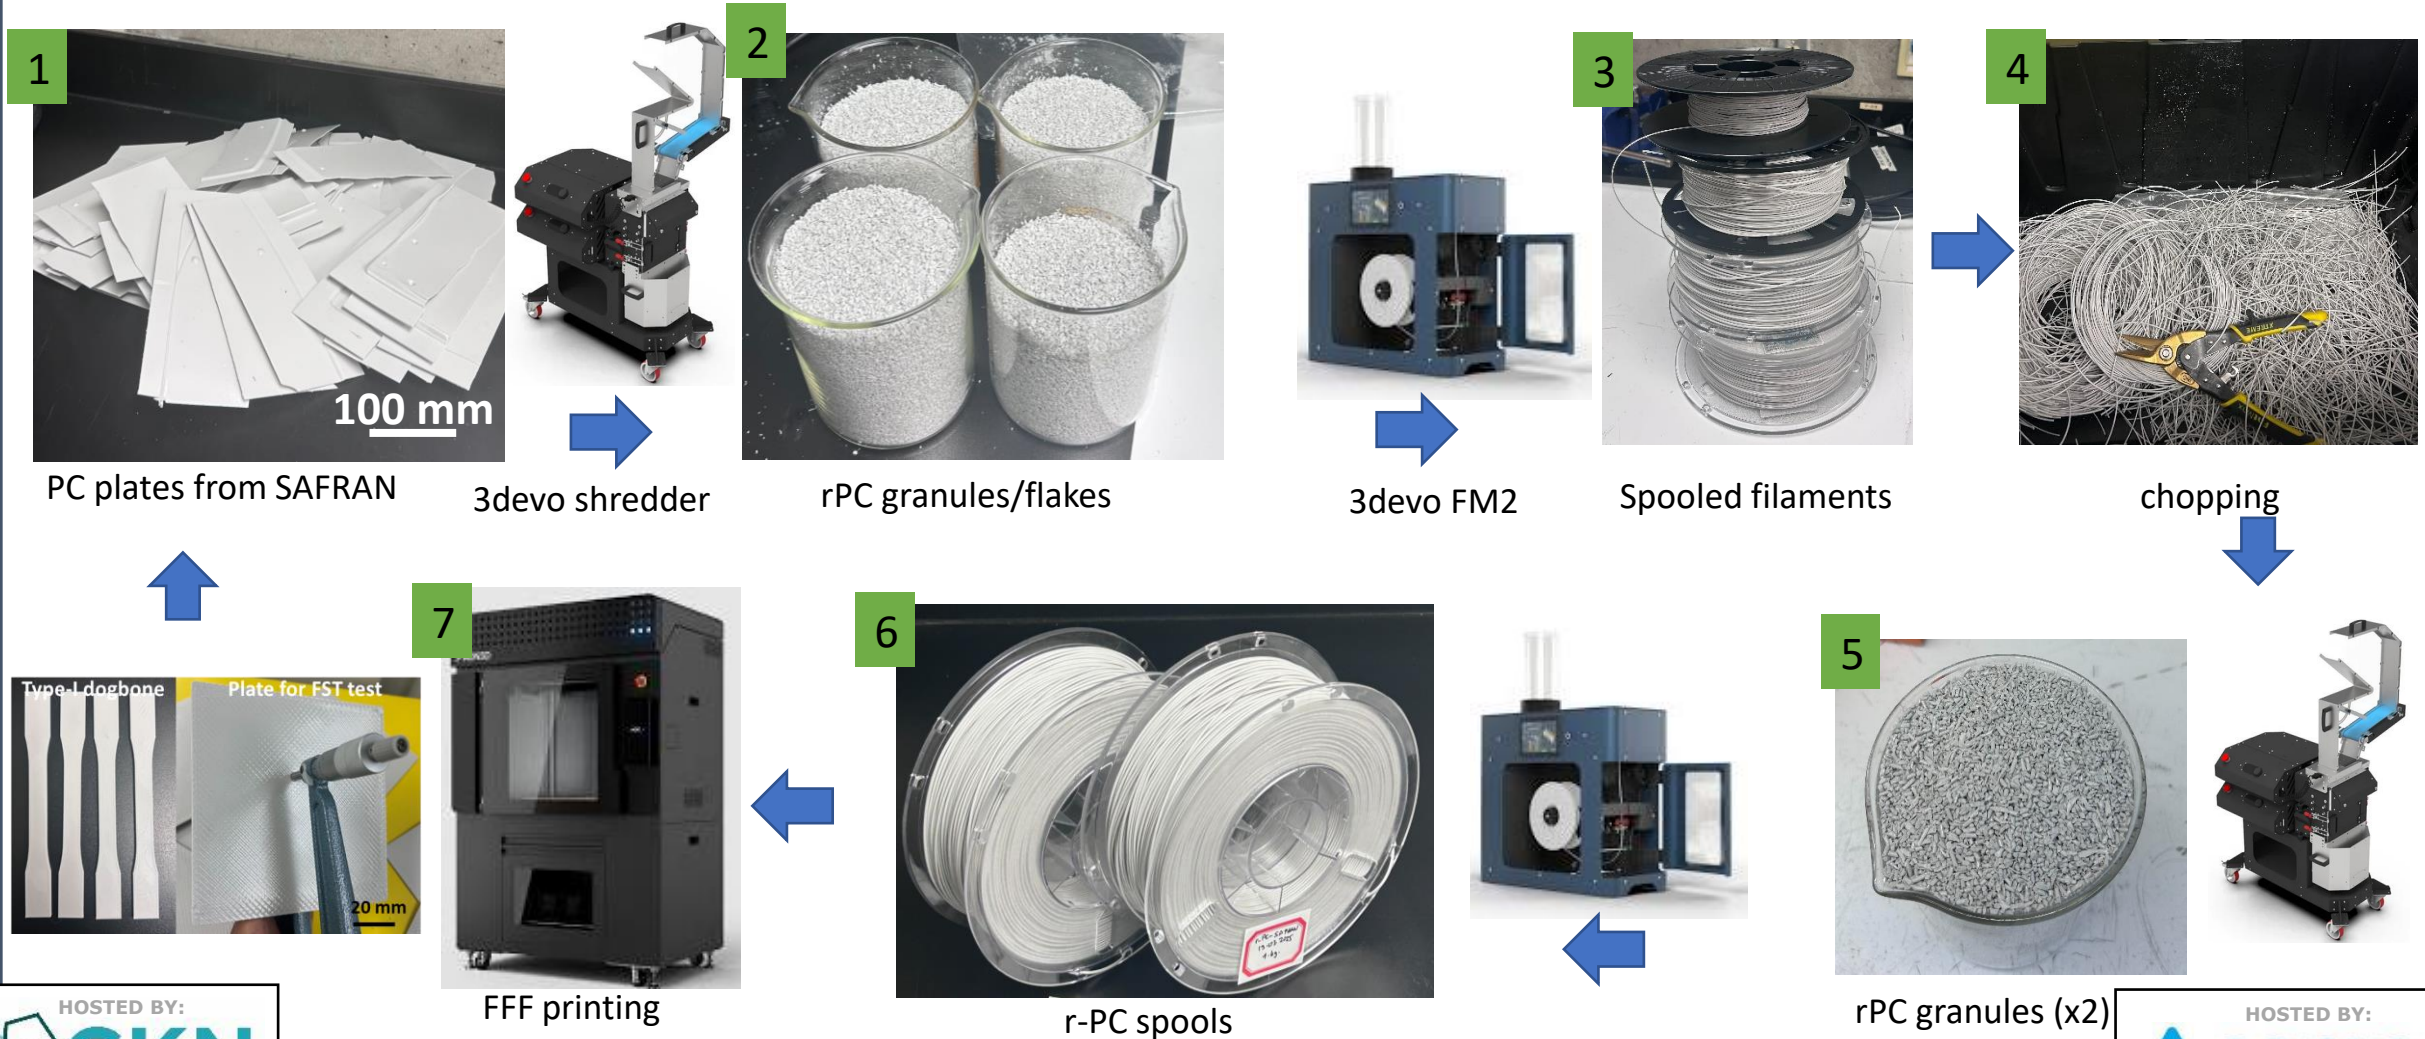 1
2
3
4
100 mm
PC plates from SAFRAN
3devo shredder
rPC granules/flakes
3devo FM2
Spooled filaments
chopping
XTREME
7
6
5
Type-I dogbone
Plate for FST test
20 mm
FFF printing
r-PC spools
rPC granules (x2)
HOSTED BY:
HOSTED BY: